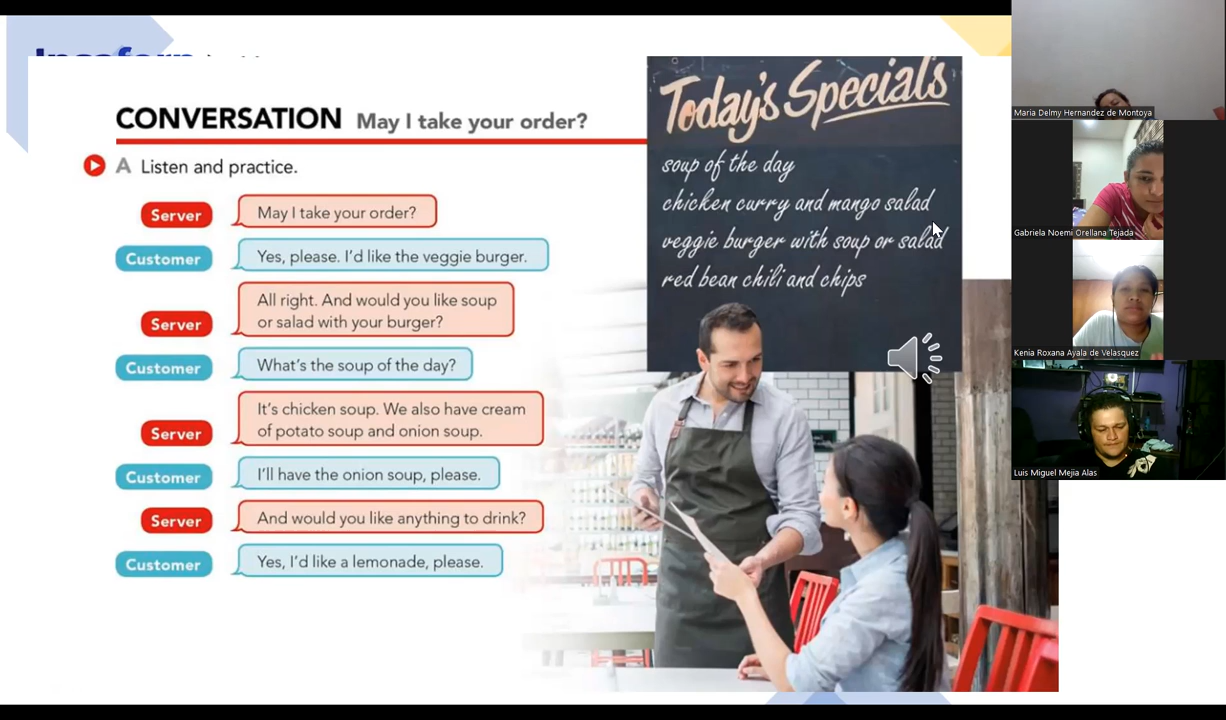 CONVERSATION May I take your order?
A Listen and practice.
Server May I take your order?
Customer Yes, please. I'd like the veggie burger.
Server All right. And would you like soup
or salad with your burger?
Customer What's the soup of the day?
Server It's chicken soup. We also have cream
of potato soup and onion soup.
Customer I'll have the onion soup, please.
Server And would you like anything to drink?
Customer Yes, I'd like a lemonade, please.
Today's Specials
soup of the day
chicken curry and mango salad
veggie burger with soup or salad
red bean chili and chips
Maria Delmy Hernandez de Montoya
Gabriela Noemi Orellana Tejada
Kenia Roxana Ayala de Velasquez
Luis Miguel Mejia Alas